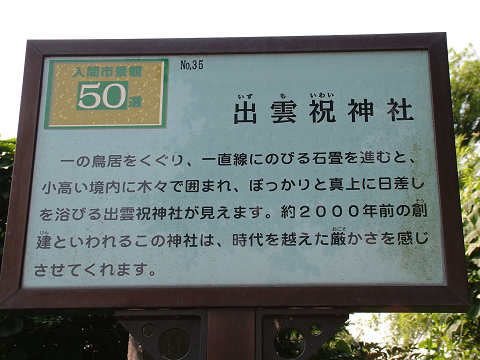 入間市景観
50選
No.35
いずも いわい
出雲祝神社
一の鳥居をくぐり、一直線にのびる石畳を進むと、
小高い境内に木々で囲まれ、ぽっかりと真上に日差し
を浴びる出雲祝神社が見えます。約2000年前の創
建といわれるこの神社は、時代を越えた厳かさを感じ
させてくれます。